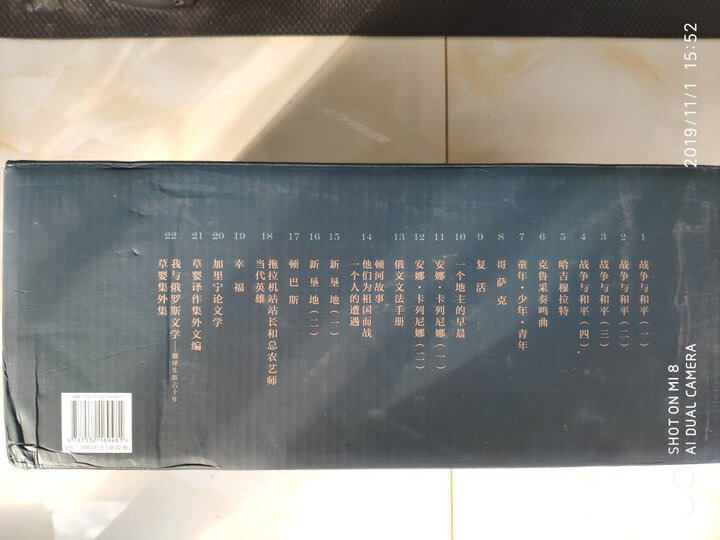 1 战争与和平（一）
2 战争与和平（二）
3 战争与和平（三）
4 战争与和平（四）
5 哈吉穆拉特
6 克鲁采奏鸣曲
7 童年·少年·青年
8 哥萨克
9 复活
10 一个地主的早晨
11 安娜·卡列尼娜（一）
12 安娜·卡列尼娜（二）
13 俄文文法手册
14 顿河故事
他们为祖国而战
一个人的遭遇
15 新垦地（一）
16 新垦地（二）
17 顿巴斯
18 拖拉机站站长和总农艺师
当代英雄
19 幸福
20 加里宁论文学
21 草婴译作集外文编
22 我与俄罗斯文学——翻译生涯六十年
草婴集外集
9 787532 169481
2019/11/1 15:52
SHOT ON MI 8
AI DUAL CAMERA